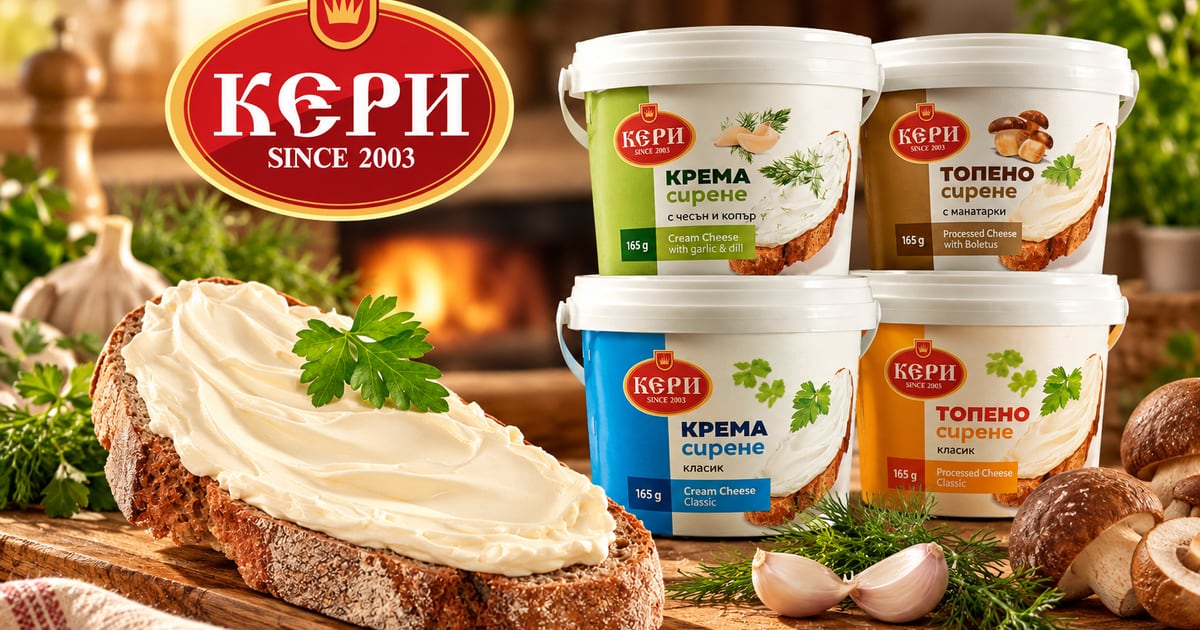 КЕРИ
SINCE 2003
КЕРИ
SINCE 2003
КРЕМА
сирене
с чесън и копър
165 g
Cream Cheese
with garlic & dill
КЕРИ
SINCE 2003
ТОПЕНО
сирене
с манатарки
165 g
Processed Cheese
with Boletus
КЕРИ
SINCE 2003
КРЕМА
сирене
класик
165 g
Cream Cheese
Classic
КЕРИ
SINCE 2003
ТОПЕНО
сирене
класик
165 g
Processed Cheese
Classic